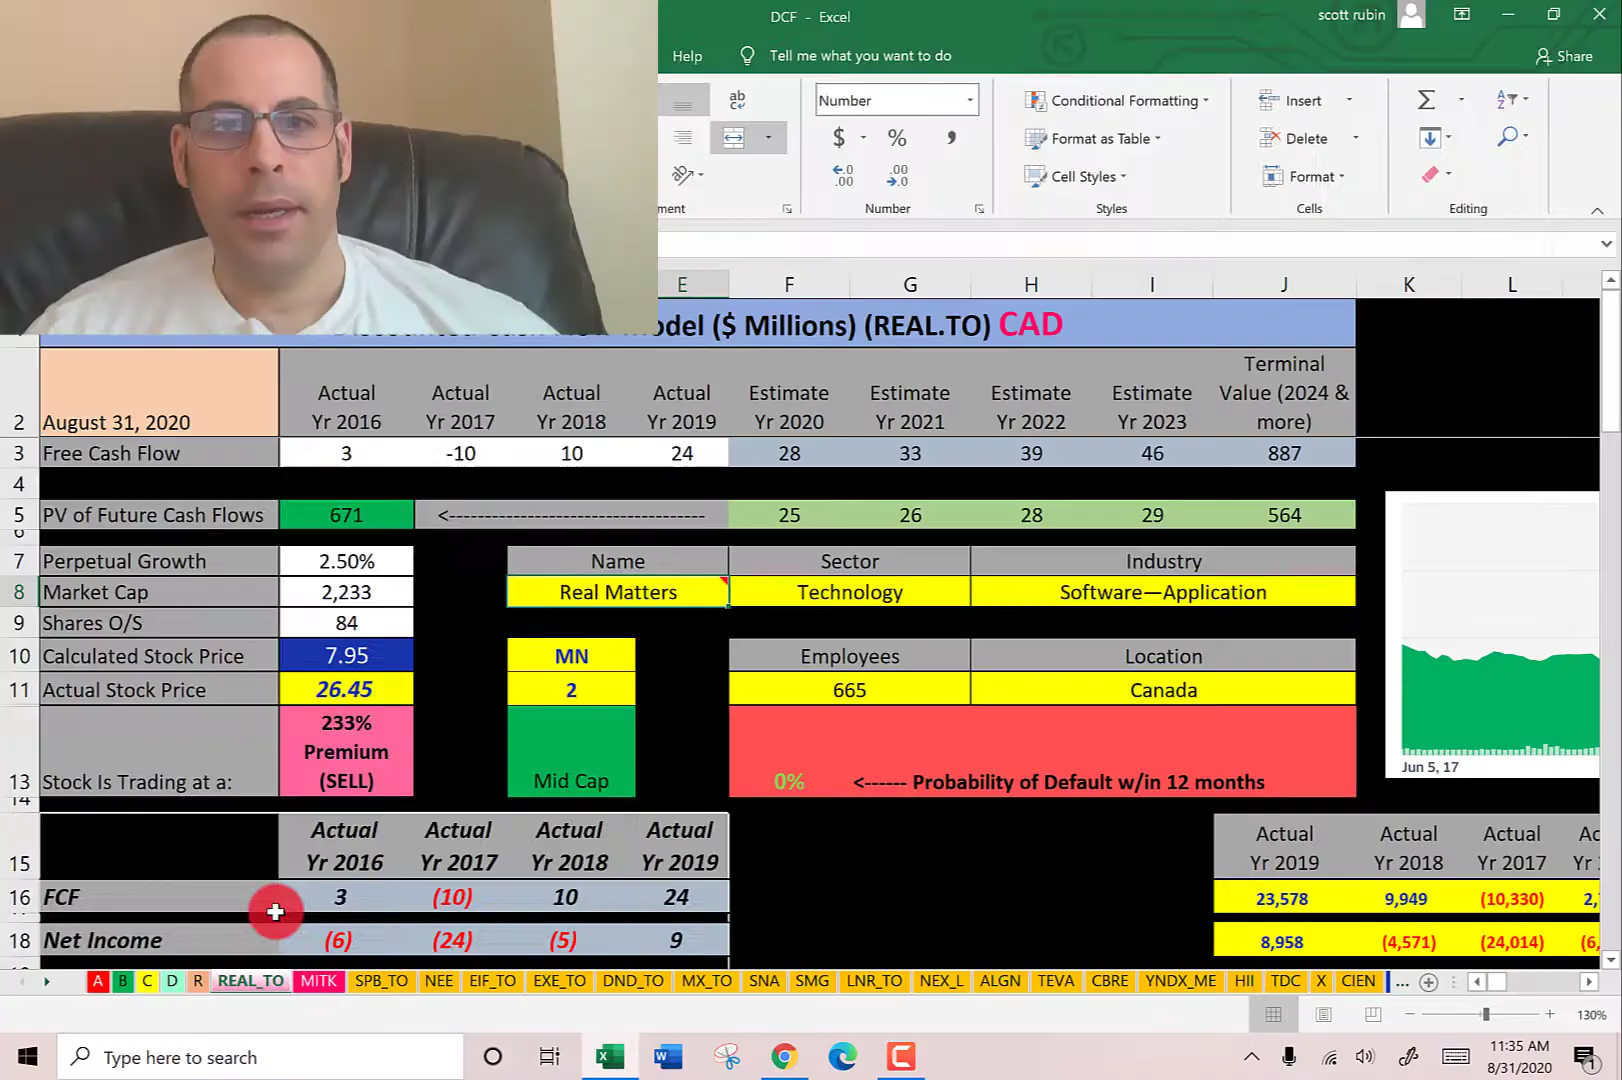 DCF - Excel
scott rubin
Help
Tell me what you want to do
Share
Number
Conditional Formatting
Insert
Format as Table
Delete
Cell Styles
Format
ment
Number
Styles
Cells
Editing
E F G H I J K L
odel ($ Millions) (REAL.TO) CAD
2 August 31, 2020 Actual Yr 2016 Actual Yr 2017 Actual Yr 2018 Actual Yr 2019 Estimate Yr 2020 Estimate Yr 2021 Estimate Yr 2022 Estimate Yr 2023 Terminal Value (2024 & more)
3 Free Cash Flow 3 -10 10 24 28 33 39 46 887
4
5 PV of Future Cash Flows 671 <--------------------------------------- 25 26 28 29 564
6
7 Perpetual Growth 2.50% Name Sector Industry
8 Market Cap 2,233 Real Matters Technology Software—Application
9 Shares O/S 84
10 Calculated Stock Price 7.95 MN Employees Location
11 Actual Stock Price 26.45 2 665 Canada
13 Stock Is Trading at a: 233% Premium (SELL) Mid Cap 0% <------ Probability of Default w/in 12 months
Jun 5, 17
14
15 Actual Yr 2016 Actual Yr 2017 Actual Yr 2018 Actual Yr 2019 Actual Yr 2019 Actual Yr 2018 Actual Yr 2017
16 FCF 3 (10) 10 24 23,578 9,949 (10,330) 2,
18 Net Income (6) (24) (5) 9 8,958 (4,571) (24,014) (6,
A B C D R REAL_TO MITK SPB_TO NEE EIF_TO EXE_TO DND_TO MX_TO SNA SMG LNR_TO NEX_L ALGN TEVA CBRE YNDX_ME HII TDC X CIEN ...
130%
Type here to search
11:35 AM
8/31/2020